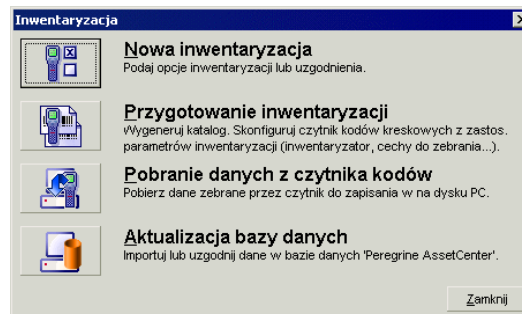 Inwentaryzacja
Nowa inwentaryzacja
Podaj opcje inwentaryzacji lub uzgodnienia.
Przygotowanie inwentaryzacji
Wygeneruj katalog. Skonfiguruj czytnik kodów kreskowych z zastos.
parametrów inwentaryzacji (inwentaryzator, cechy do zebrania...).
Pobranie danych z czytnika kodów
Pobierz dane zebrane przez czytnik do zapisania w na dysku PC.
Aktualizacja bazy danych
Importuj lub uzgodnij dane w bazie danych 'Peregrine AssetCenter'.
Zamknij